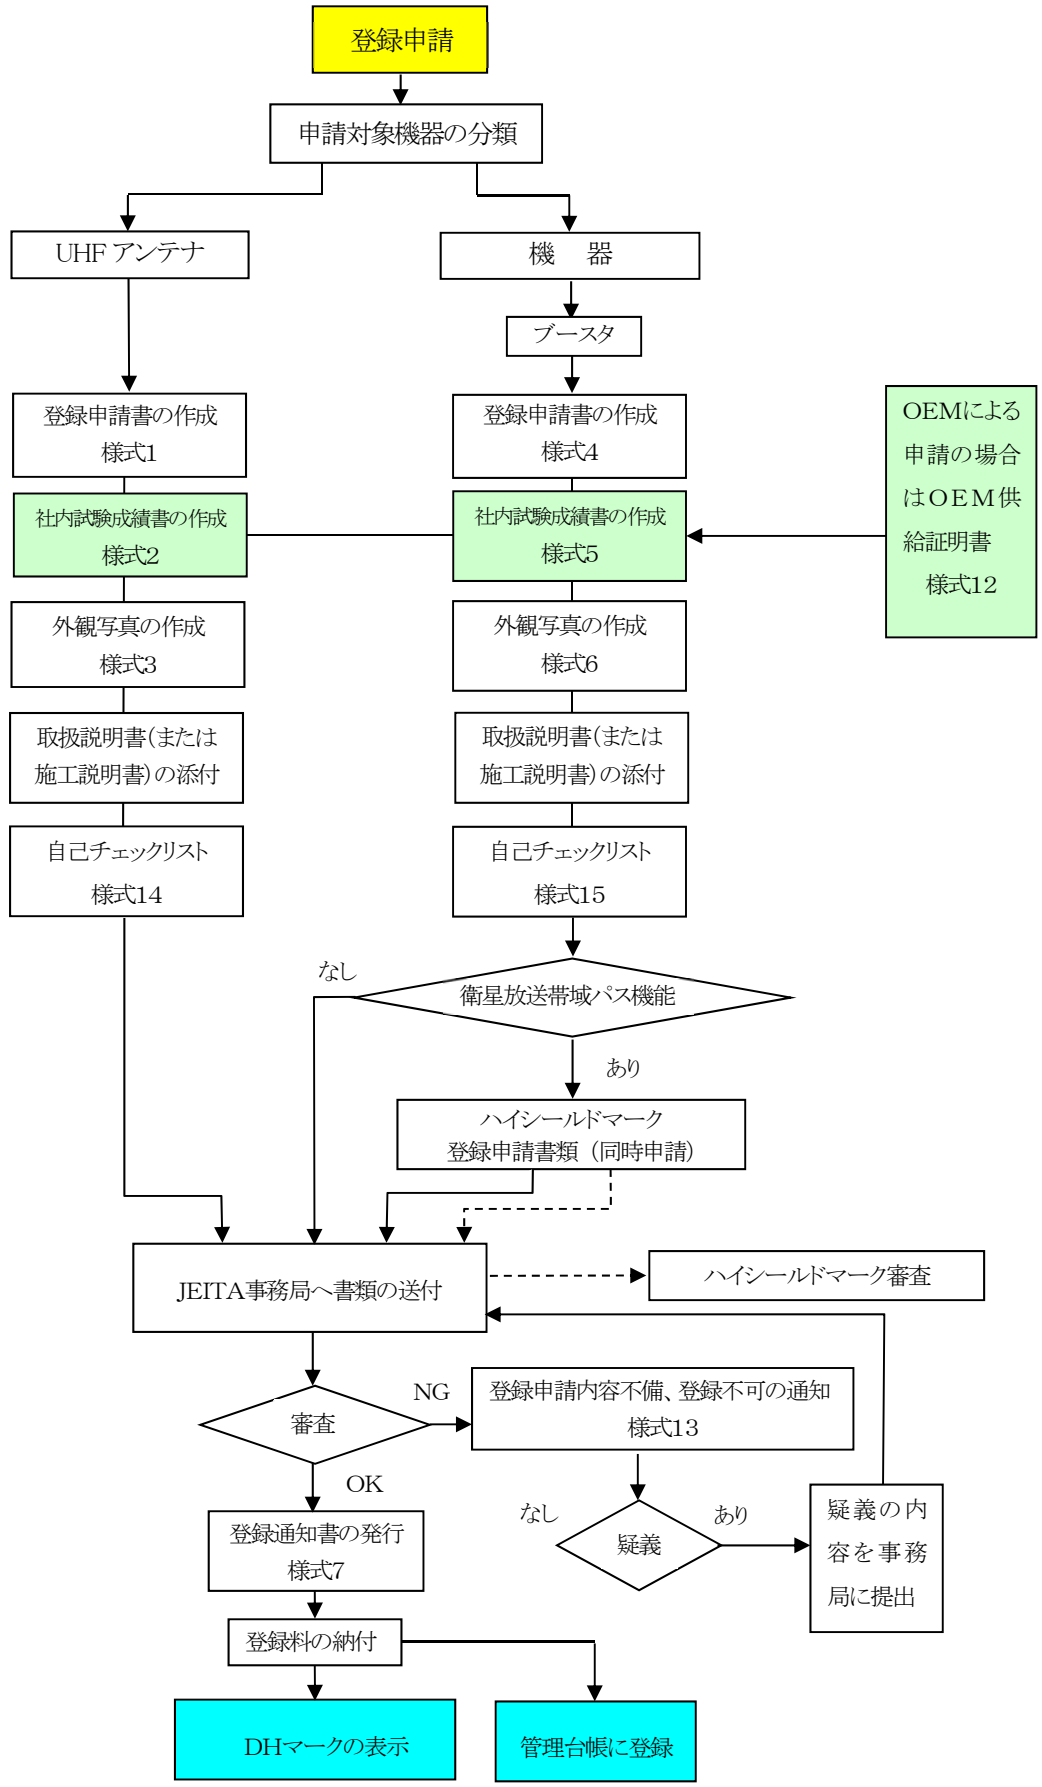 登録申請
申請対象機器の分類
UHF アンテナ
機　器
ブースタ
登録申請書の作成
様式1
登録申請書の作成
様式4
OEMによる
申請の場合
はOEM供
給証明書
様式12
社内試験成績書の作成
様式2
社内試験成績書の作成
様式5
外観写真の作成
様式3
外観写真の作成
様式6
取扱説明書(または
施工説明書)の添付
取扱説明書(または
施工説明書)の添付
自己チェックリスト
様式14
自己チェックリスト
様式15
なし
衛星放送帯域パス機能
あり
ハイシールドマーク
登録申請書類（同時申請）
JEITA事務局へ書類の送付
ハイシールドマーク審査
審査
NG
登録申請内容不備、登録不可の通知
様式13
OK
なし
疑義
あり
疑義の内
容を事務
局に提出
登録通知書の発行
様式7
登録料の納付
DHマークの表示
管理台帳に登録